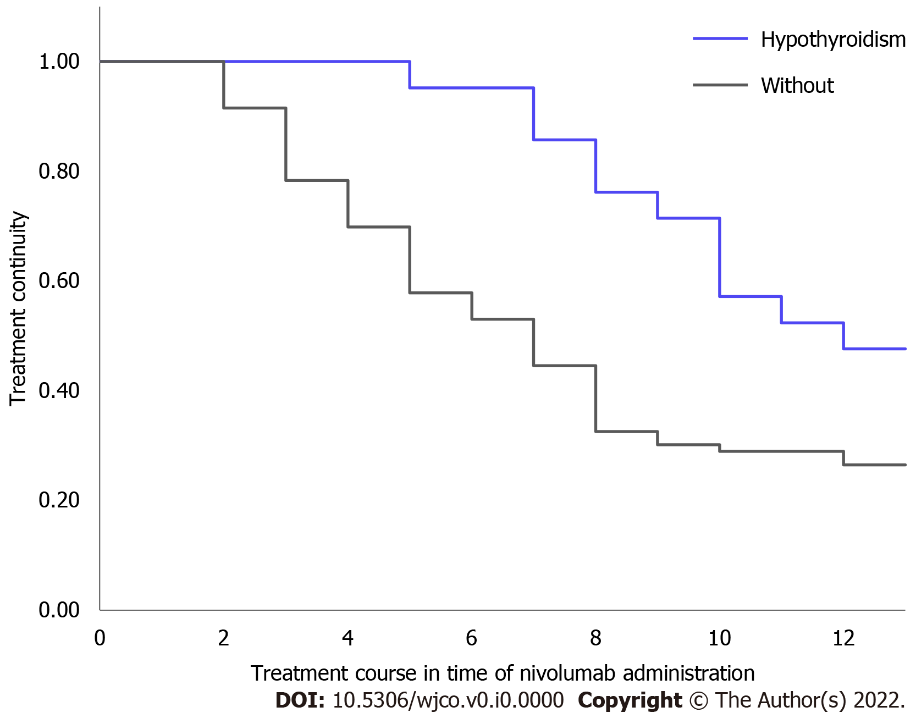 Hypothyroidism
Without
Treatment continuity
1.00
0.80
0.60
0.40
0.20
0.00
0 2 4 6 8 10 12
Treatment course in time of nivolumab administration
DOI: 10.5306/wjco.v0.i0.0000 Copyright © The Author(s) 2022.